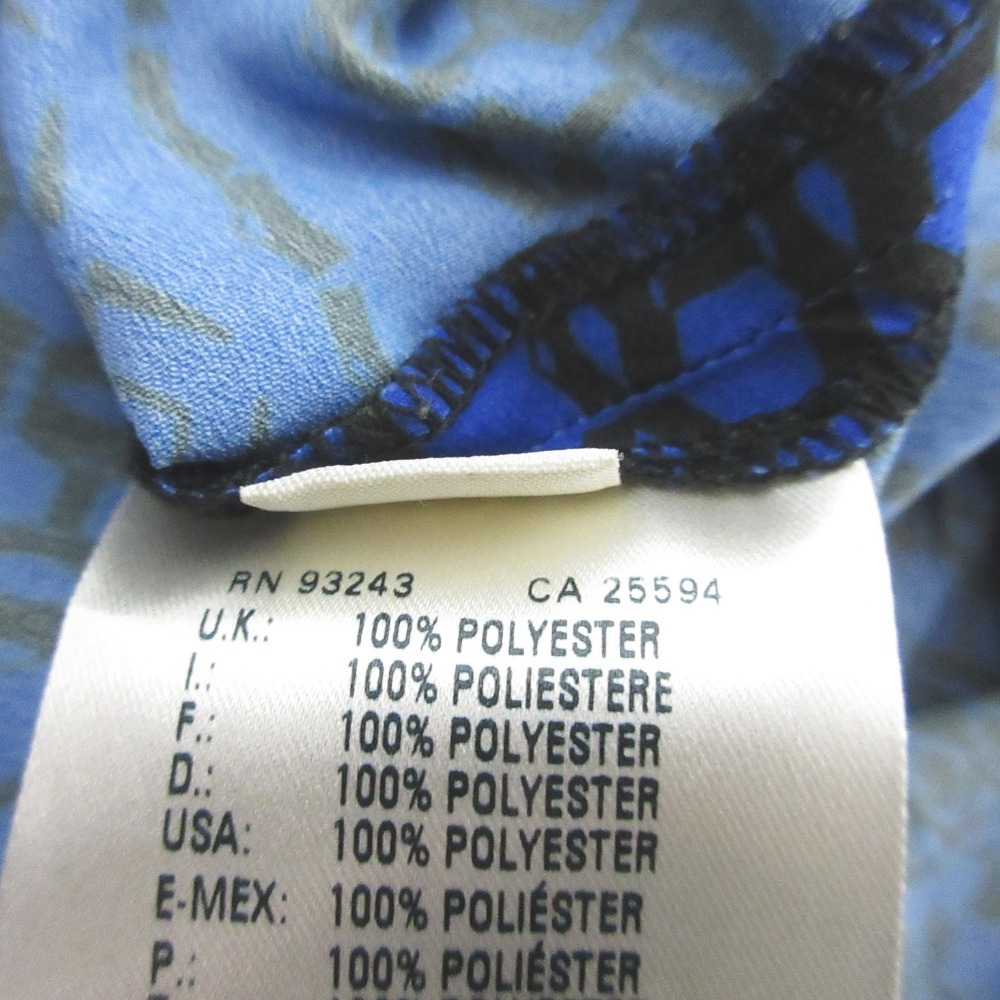 RN 93243 CA 25594
U.K.: 100% POLYESTER
I.: 100% POLIESTERE
F.: 100% POLYESTER
D.: 100% POLYESTER
USA: 100% POLYESTER
E-MEX: 100% POLIÉSTER
P.: 100% POLIÉSTER